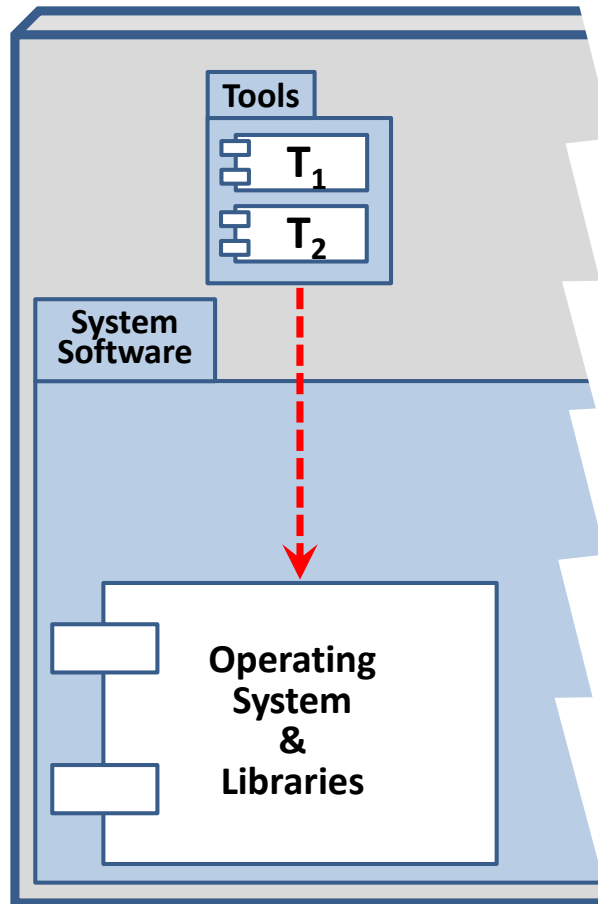 Tools
T₁
T₂
System
Software
Operating
System
&
Libraries